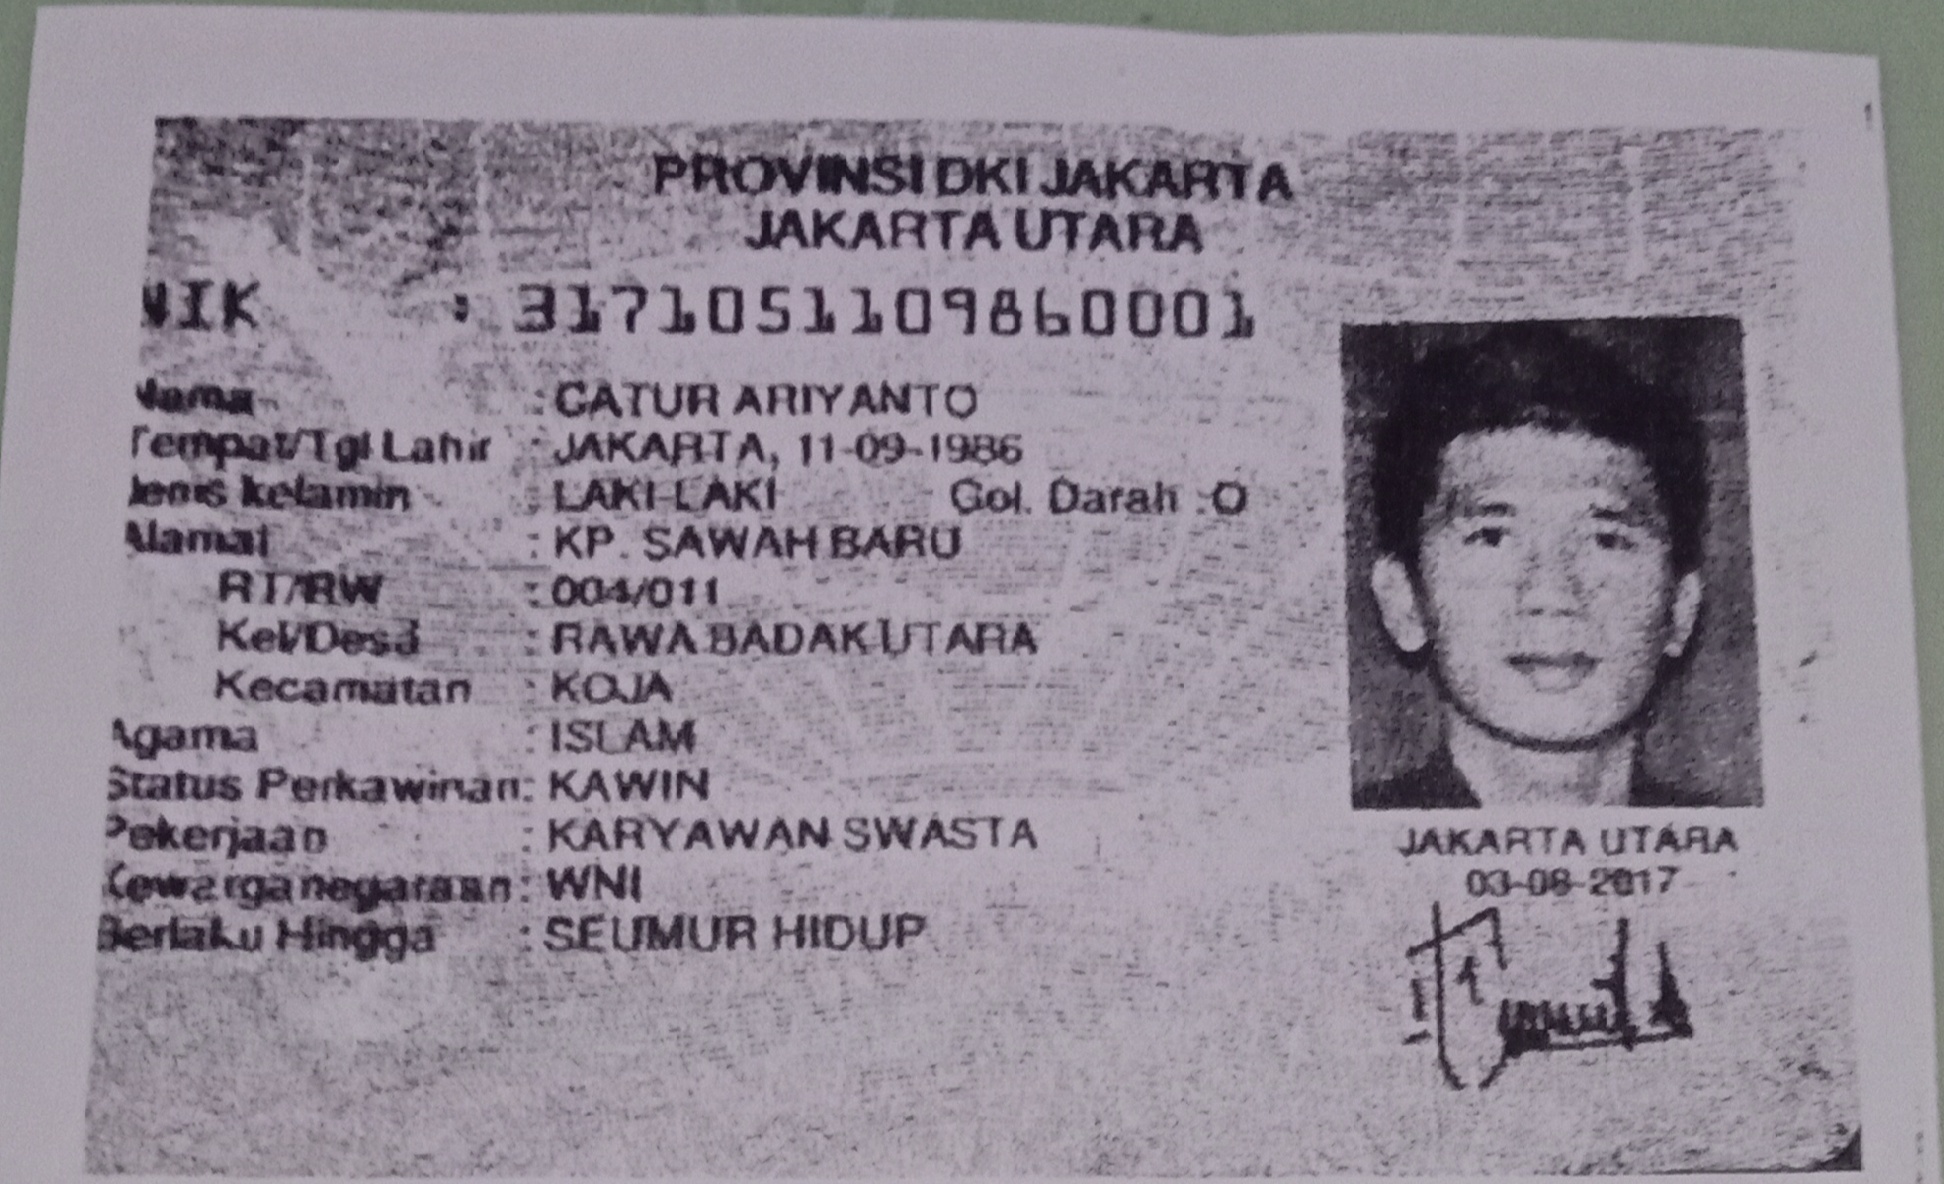 PROVINSI DKI JAKARTA
JAKARTA UTARA
NIK : 3171051109860001
Nama : CATUR ARIYANTO
Tempat/Tgl Lahir : JAKARTA, 11-09-1986
Jenis kelamin : LAKI-LAKI Gol. Darah :O
Alamat : KP. SAWAH BARU
RT/RW : 004/011
Kel/Desa : RAWA BADAK UTARA
Kecamatan : KOJA
Agama : ISLAM
Status Perkawinan: KAWIN
Pekerjaan : KARYAWAN SWASTA
Kewarganegaraan: WNI
Berlaku Hingga : SEUMUR HIDUP
JAKARTA UTARA
03-08-2017